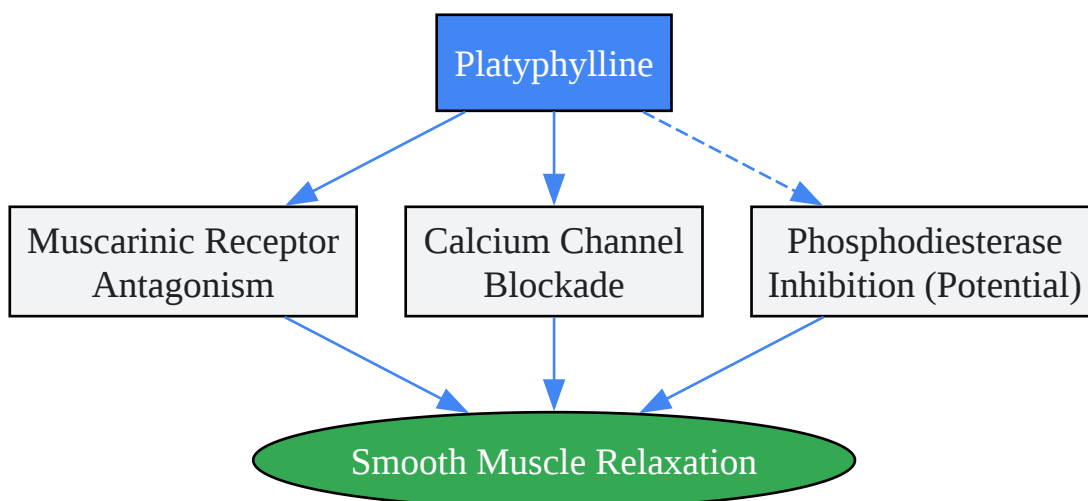 Platyphylline
Muscarinic Receptor
Antagonism
Calcium Channel
Blockade
Phosphodiesterase
Inhibition (Potential)
Smooth Muscle Relaxation